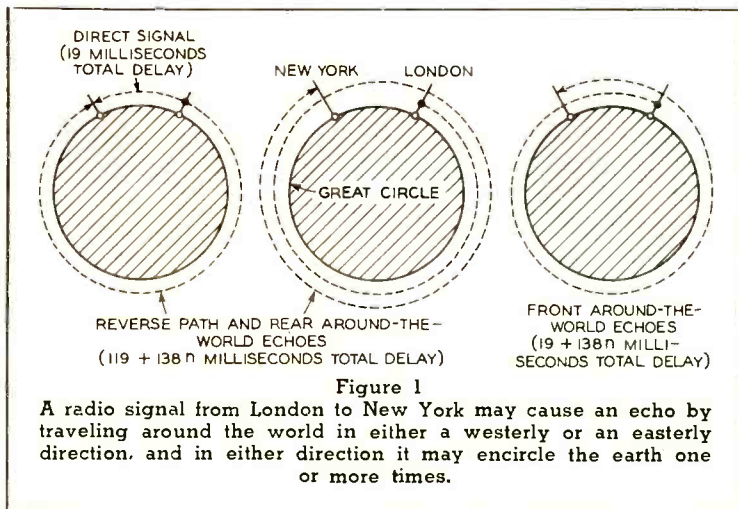 DIRECT SIGNAL
(19 MILLISECONDS
TOTAL DELAY)
NEW YORK
LONDON
GREAT CIRCLE
REVERSE PATH AND REAR AROUND-THE-
WORLD ECHOES
(119 + 138 n MILLISECONDS TOTAL DELAY)
FRONT AROUND-THE-
WORLD ECHOES
(19 + 138 n MILLI-
SECONDS TOTAL DELAY)
Figure 1
A radio signal from London to New York may cause an echo by
traveling around the world in either a westerly or an easterly
direction, and in either direction it may encircle the earth one
or more times.